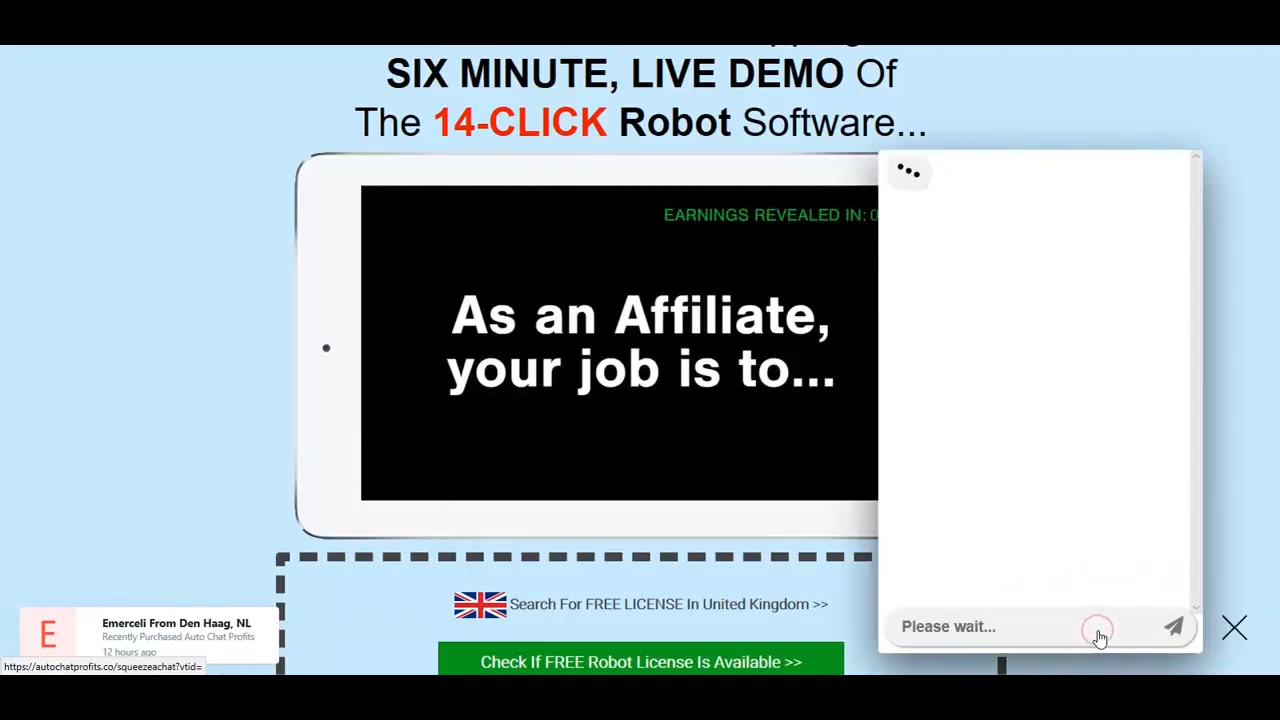 SIX MINUTE, LIVE DEMO Of
The 14-CLICK Robot Software...
EARNINGS REVEALED IN:
As an Affiliate,
your job is to...
Search For FREE LICENSE In United Kingdom >>
Check If FREE Robot License Is Available >>
E
Emerceli From Den Haag, NL
Recently Purchased Auto Chat Profits
12 hours ago
https://autochatprofits.co/squeezeachat?vtid=
Please wait...